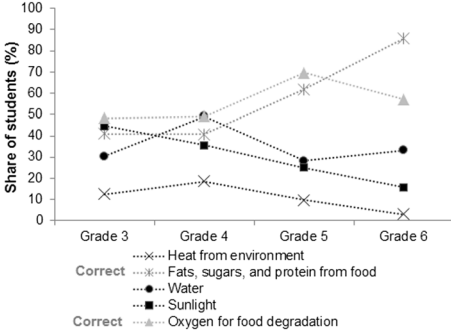 Share of students (%)
100
90
80
70
60
50
40
30
20
10
0
Grade 3 Grade 4 Grade 5 Grade 6
Heat from environment
Correct Fats, sugars, and protein from food
Water
Sunlight
Correct Oxygen for food degradation